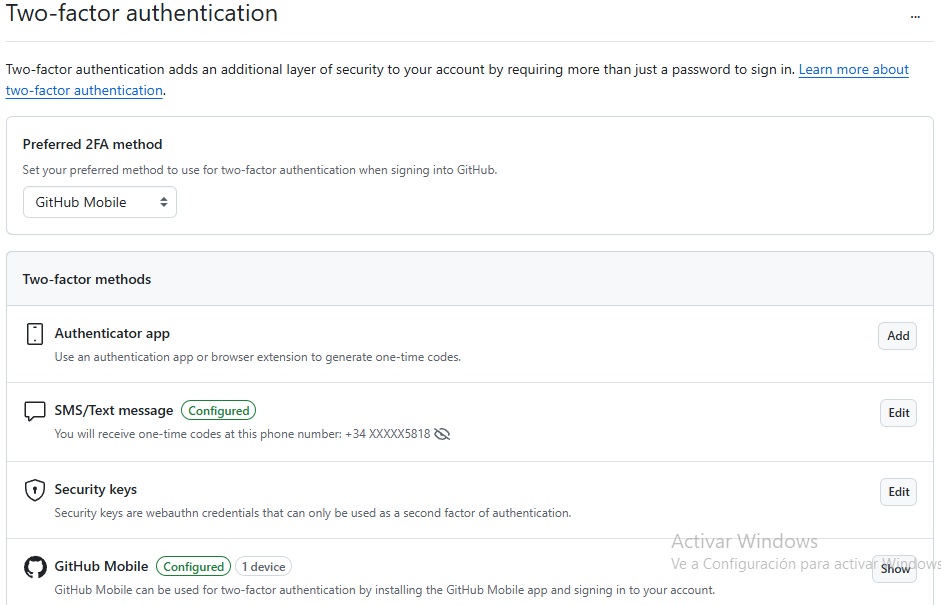 Two-factor authentication
...
Two-factor authentication adds an additional layer of security to your account by requiring more than just a password to sign in. Learn more about
two-factor authentication.
Preferred 2FA method
Set your preferred method to use for two-factor authentication when signing into GitHub.
GitHub Mobile
Two-factor methods
Authenticator app
Add
Use an authentication app or browser extension to generate one-time codes.
SMS/Text message Configured
Edit
You will receive one-time codes at this phone number: +34 XXXXX5818
Security keys
Edit
Security keys are webauthn credentials that can only be used as a second factor of authentication.
Activar Windows
GitHub Mobile Configured 1 device
Ve a Configuración para activar Windows
Show
GitHub Mobile can be used for two-factor authentication by installing the GitHub Mobile app and signing in to your account.